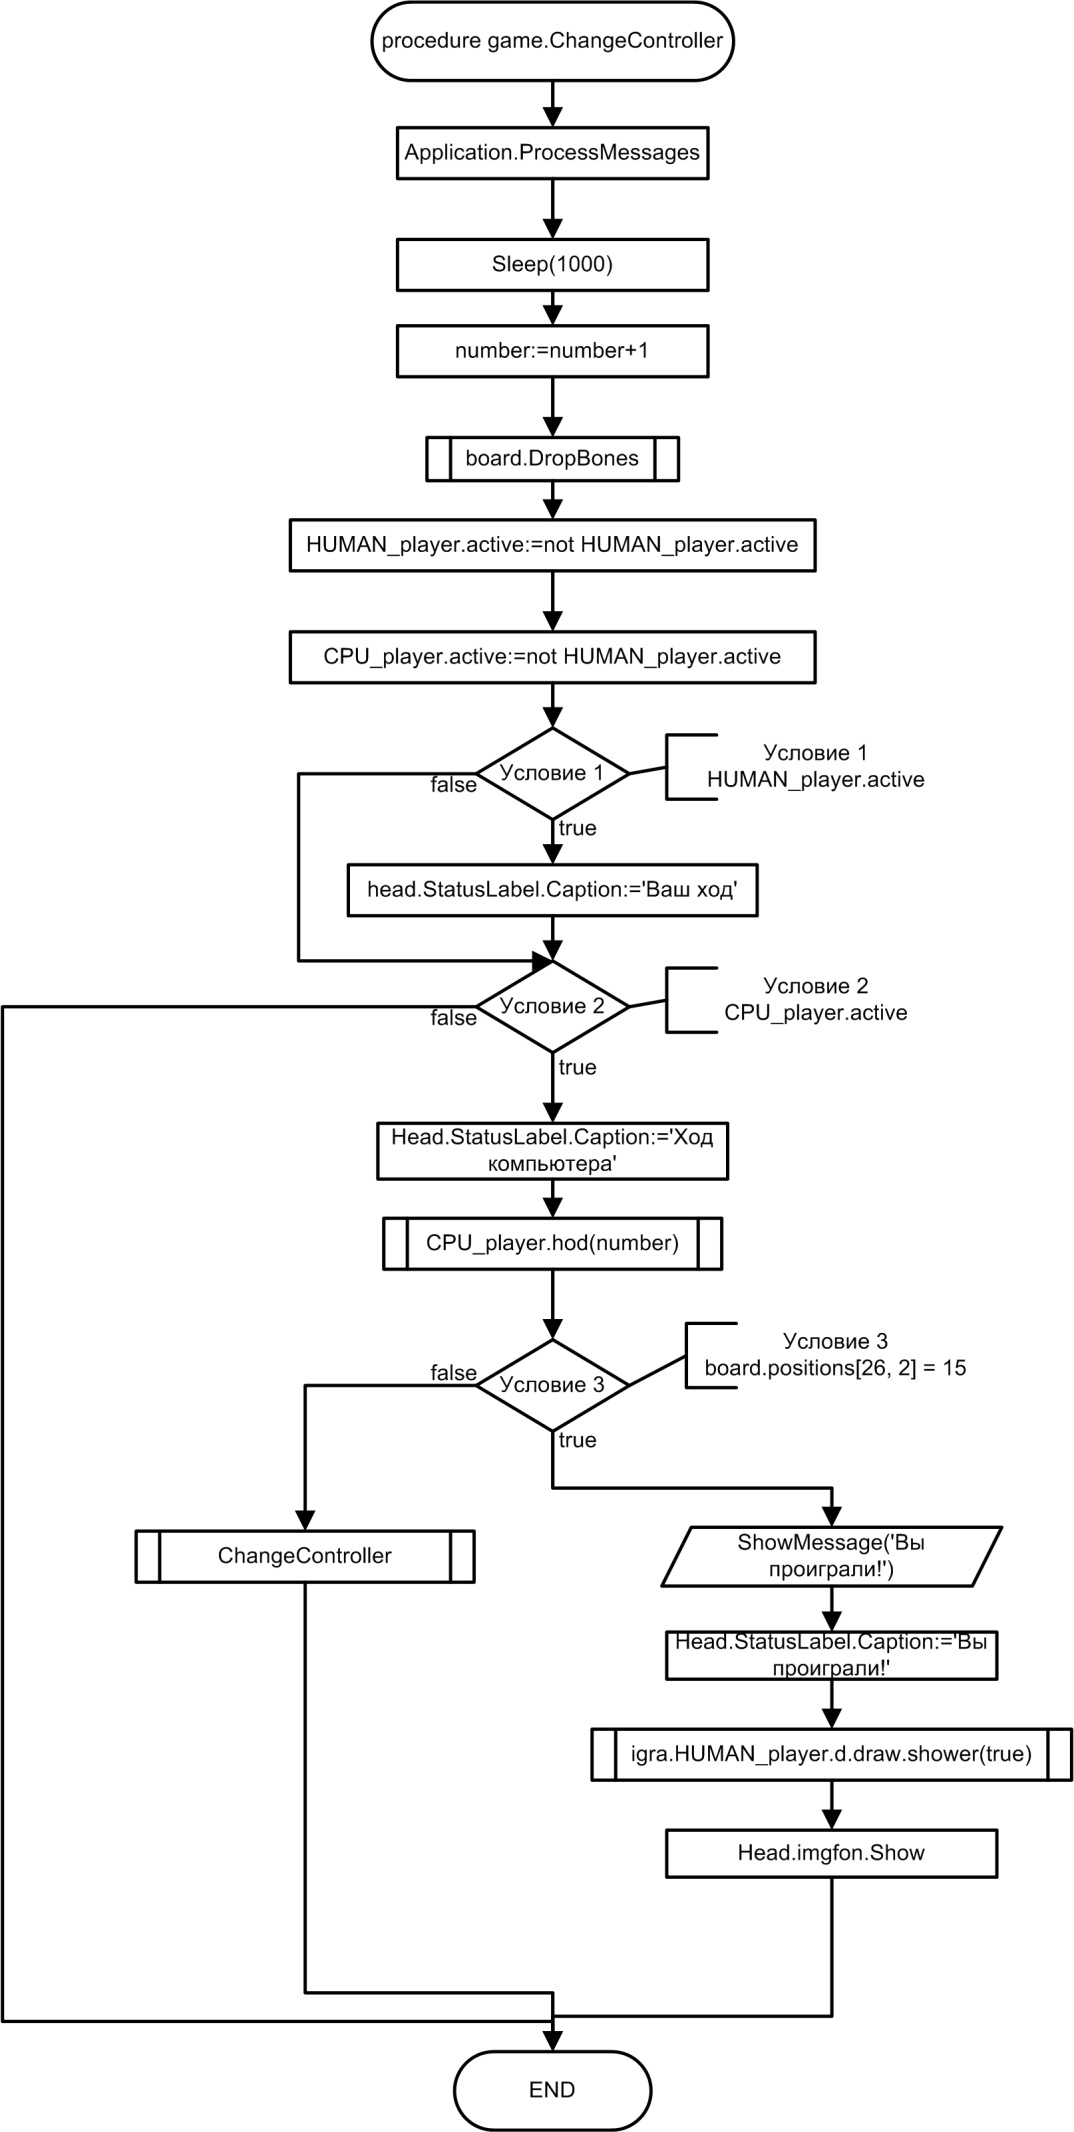 procedure game.ChangeController
Application.ProcessMessages
Sleep(1000)
number:=number+1
board.DropBones
HUMAN_player.active:=not HUMAN_player.active
CPU_player.active:=not HUMAN_player.active
Условие 1
Условие 1
HUMAN_player.active
false
true
head.StatusLabel.Caption:='Ваш ход'
Условие 2
Условие 2
CPU_player.active
false
true
Head.StatusLabel.Caption:='Ход
компьютера'
CPU_player.hod(number)
Условие 3
board.positions[26, 2] = 15
false
Условие 3
true
ChangeController
ShowMessage('Вы
проиграли!')
Head.StatusLabel.Caption:='Вы
проиграли!'
igra.HUMAN_player.d.draw.shower(true)
Head.imgfon.Show
END